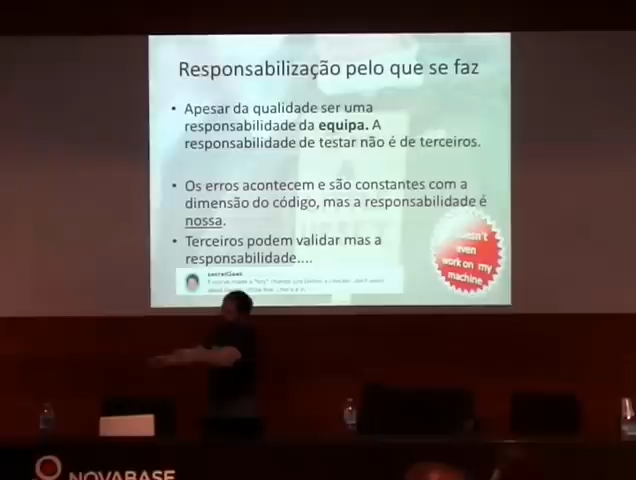 Responsabilização pelo que se faz
• Apesar da qualidade ser uma
responsabilidade da equipa. A
responsabilidade de testar não é de terceiros.
• Os erros acontecem e são constantes com a
dimensão do código, mas a responsabilidade é
nossa.
• Terceiros podem validar mas a
responsabilidade....
even
work on my
machine
NOVABASE